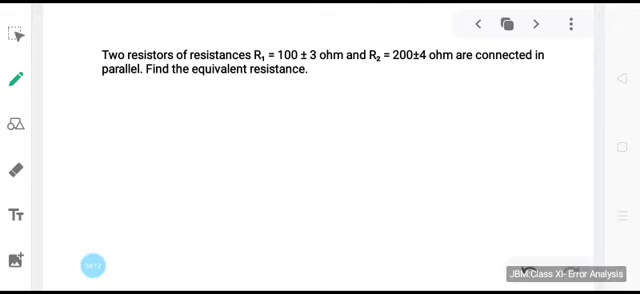 Two resistors of resistances R₁ = 100 ± 3 ohm and R₂ = 200±4 ohm are connected in
parallel. Find the equivalent resistance.
Tт
JBM:Class XI- Error Analysis